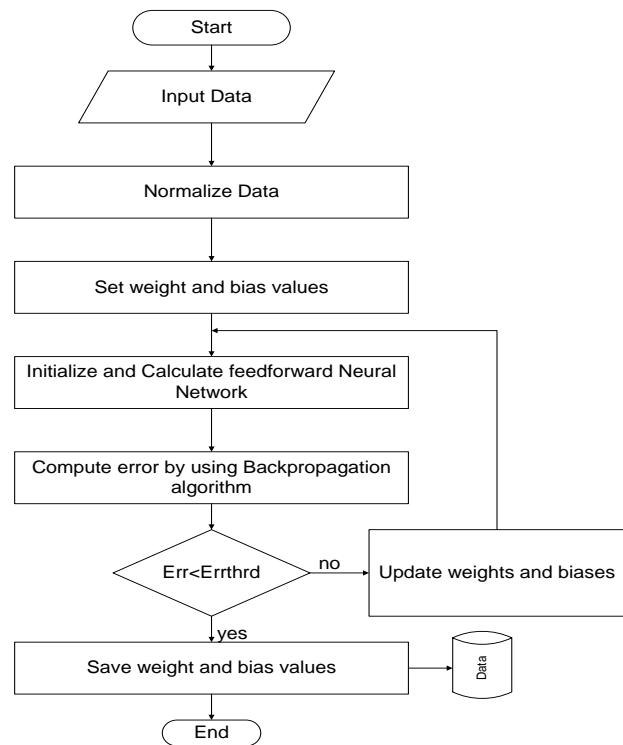 Start
Input Data
Normalize Data
Set weight and bias values
Initialize and Calculate feedforward Neural
Network
Compute error by using Backpropagation
algorithm
Err<Errthrd
no
Update weights and biases
yes
Save weight and bias values
Data
End